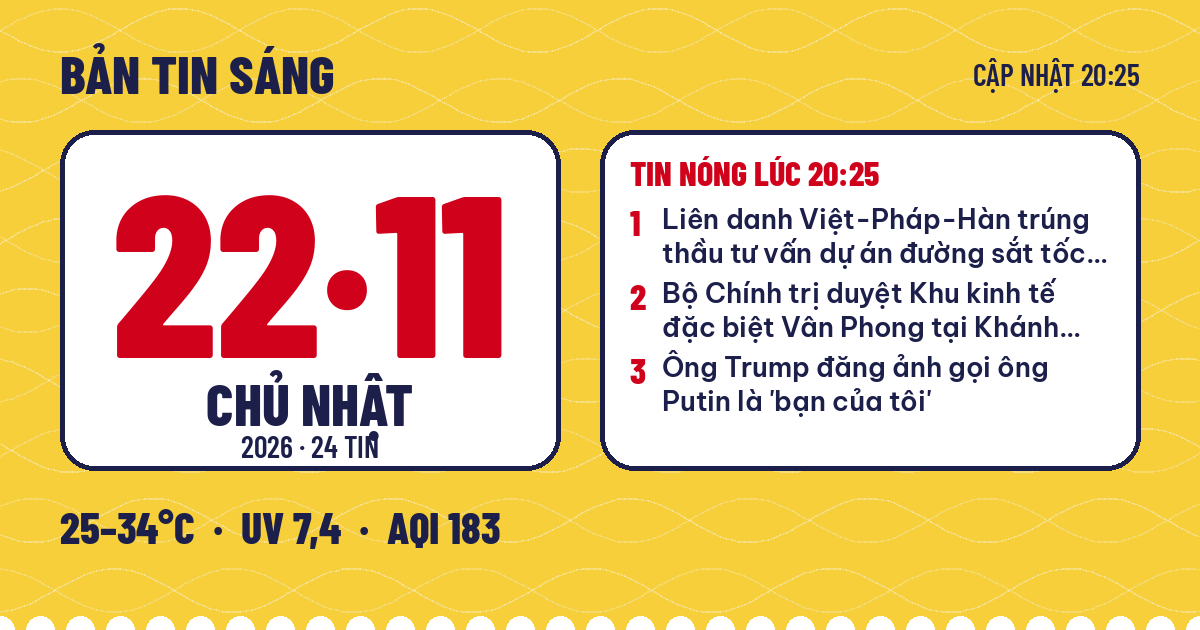 BẢN TIN SÁNG
CẬP NHẬT 20:25
22·11
CHỦ NHẬT
2026 · 24 TIN
TIN NÓNG LÚC 20:25
1 Liên danh Việt-Pháp-Hàn trúng
thầu tư vấn dự án đường sắt tốc...
2 Bộ Chính trị duyệt Khu kinh tế
đặc biệt Vân Phong tại Khánh...
3 Ông Trump đăng ảnh gọi ông
Putin là 'bạn của tôi'
25–34°C · UV 7,4 · AQI 183